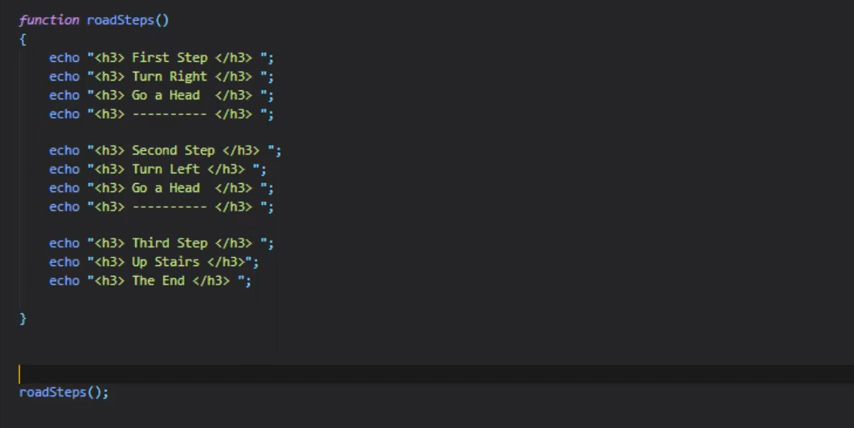 function roadSteps()
{
    echo "<h3> First Step </h3> ";
    echo "<h3> Turn Right </h3> ";
    echo "<h3> Go a Head  </h3> ";
    echo "<h3> ---------- </h3> ";

    echo "<h3> Second Step </h3> ";
    echo "<h3> Turn Left </h3> ";
    echo "<h3> Go a Head  </h3> ";
    echo "<h3> ---------- </h3> ";

    echo "<h3> Third Step </h3> ";
    echo "<h3> Up Stairs </h3>";
    echo "<h3> The End </h3> ";

}

roadSteps();